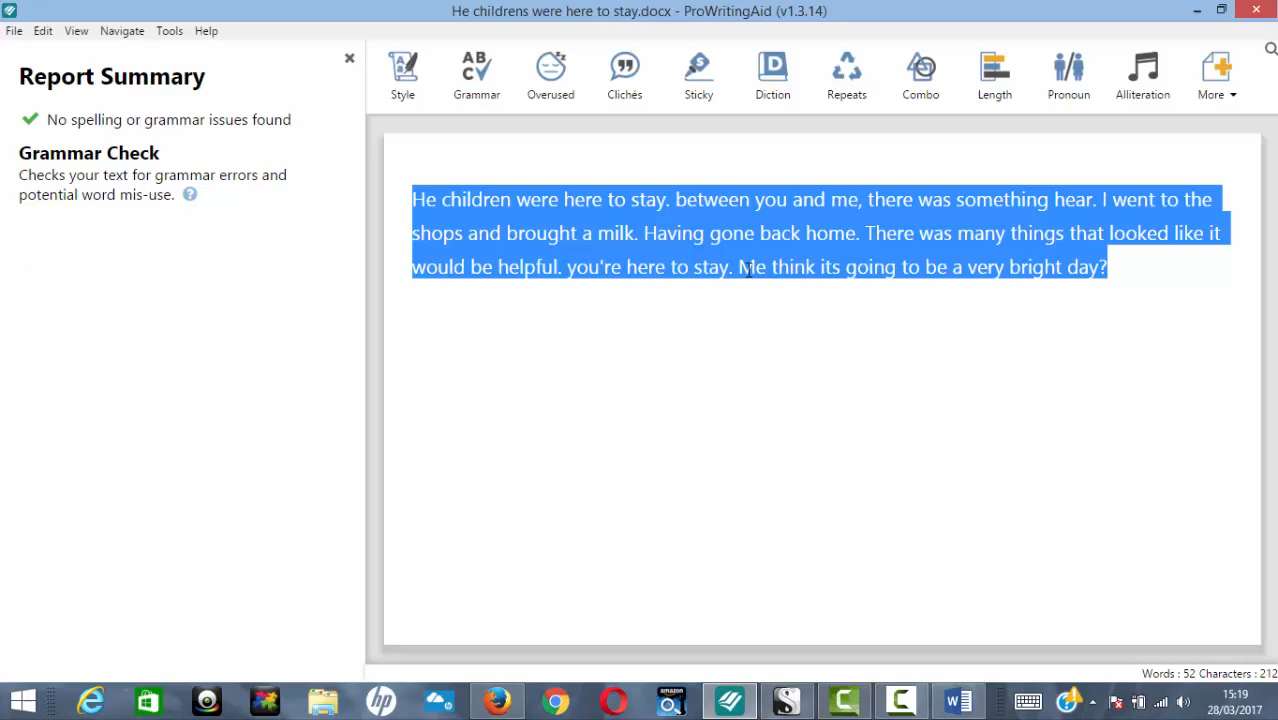 He childrens were here to stay.docx - ProWritingAid (v1.3.14)
File Edit View Navigate Tools Help
Report Summary
No spelling or grammar issues found
Grammar Check
Checks your text for grammar errors and
potential word mis-use. ?
Style Grammar Overused Clichés Sticky Diction Repeats Combo Length Pronoun Alliteration More
He children were here to stay. between you and me, there was something hear. I went to the
shops and brought a milk. Having gone back home. There was many things that looked like it
would be helpful. you're here to stay. Me think its going to be a very bright day?
Words : 52 Characters : 212
amazon
15:19
28/03/2017